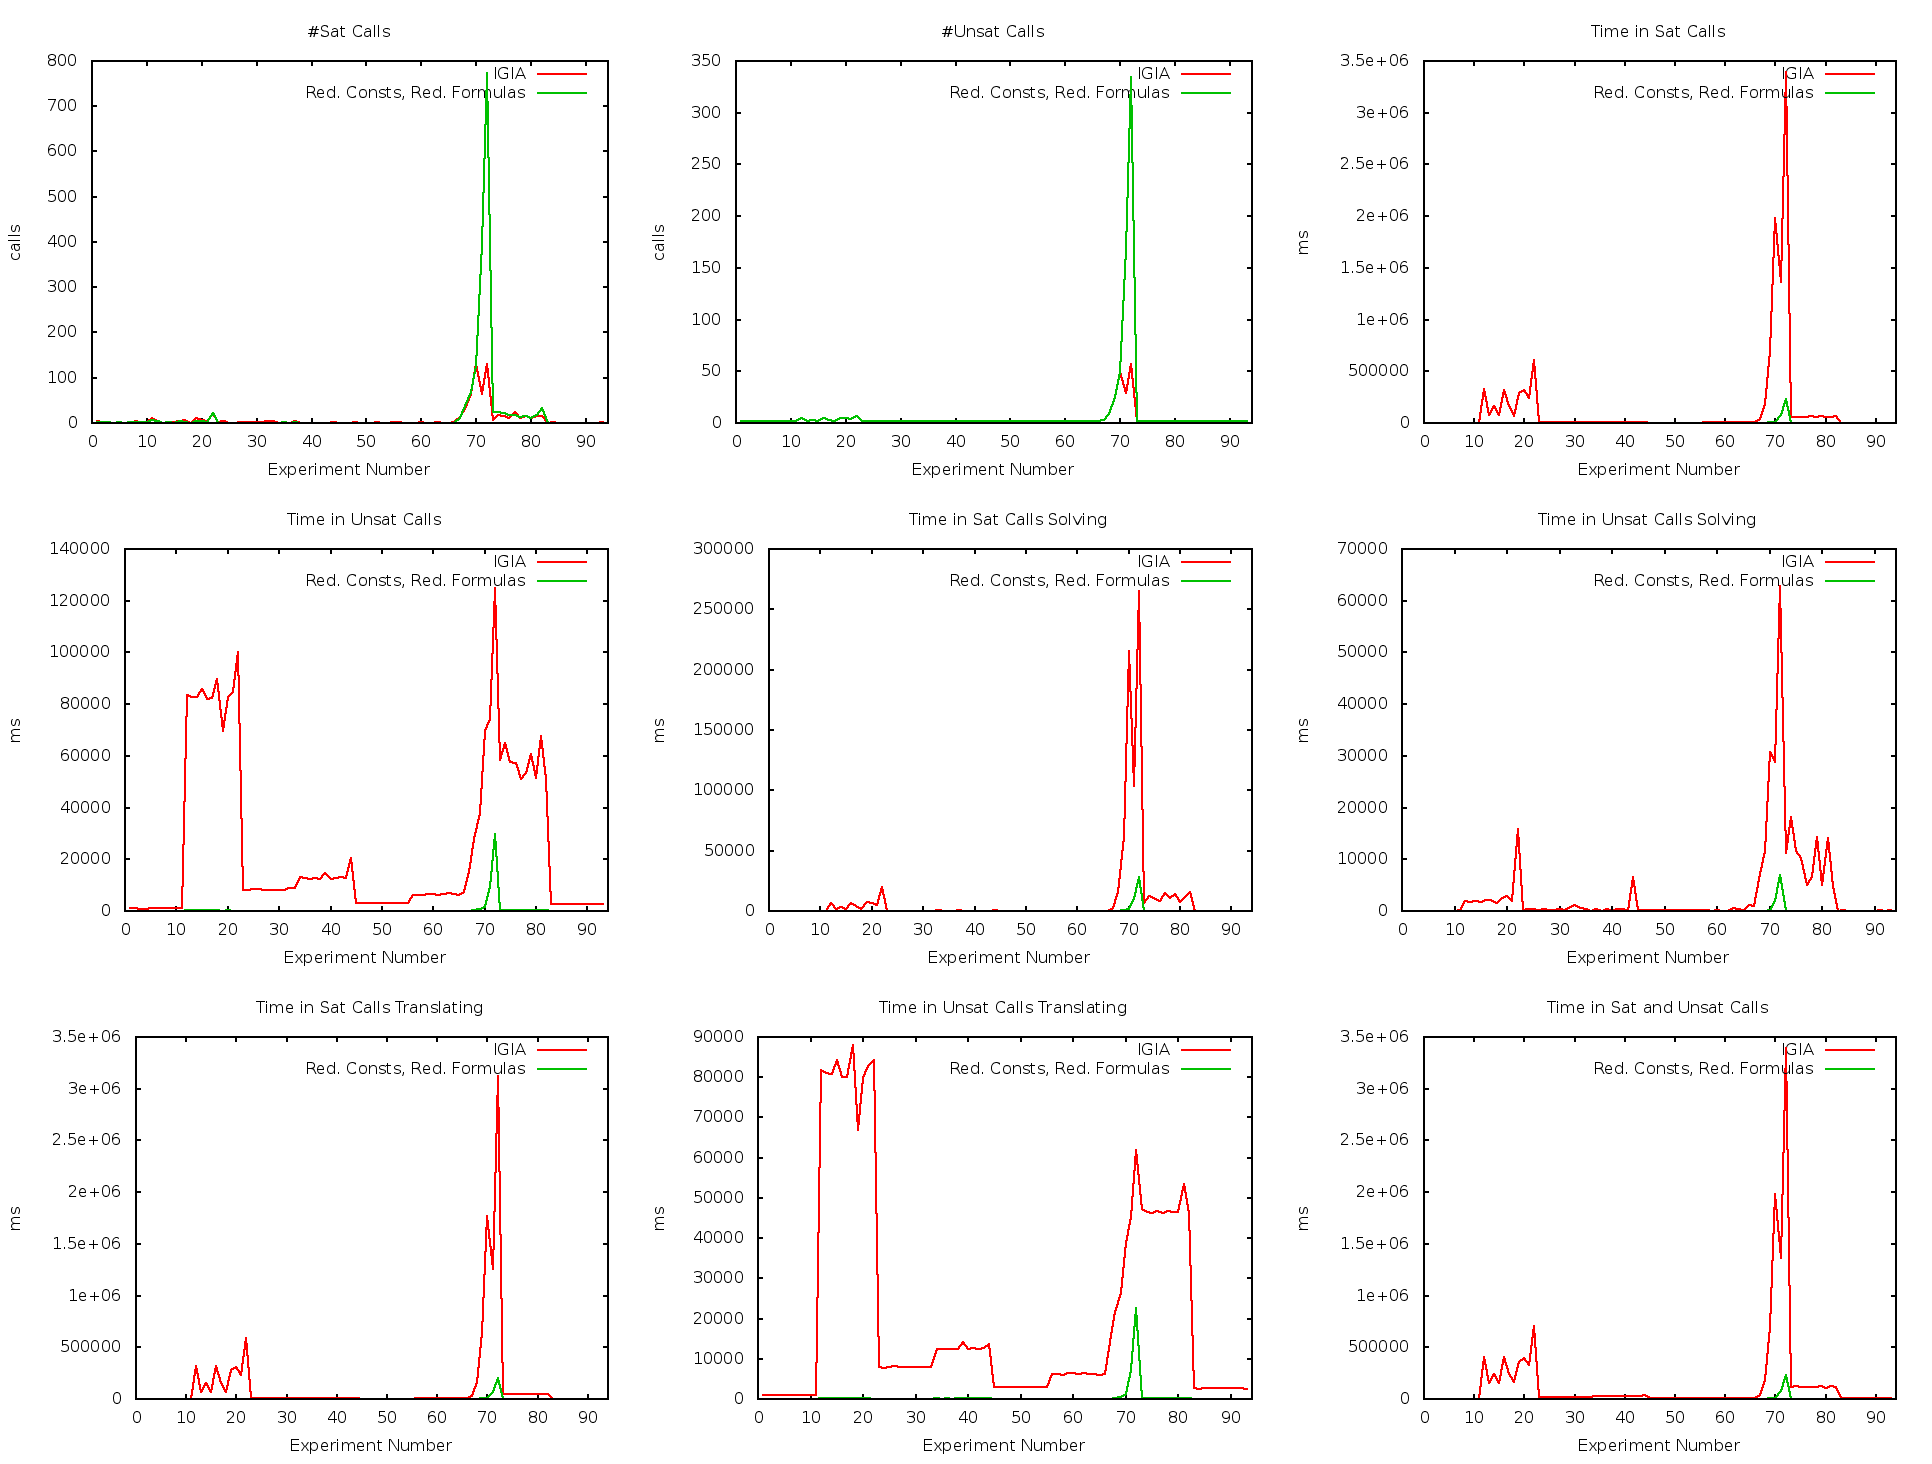 #Sat Calls
800
700
600
500
400
300
200
100
0
calls
IGIA
Red. Consts, Red. Formulas
0 10 20 30 40 50 60 70 80 90
Experiment Number
#Unsat Calls
350
300
250
200
150
100
50
0
calls
IGIA
Red. Consts, Red. Formulas
0 10 20 30 40 50 60 70 80 90
Experiment Number
Time in Sat Calls
3.5e+06
3e+06
2.5e+06
2e+06
1.5e+06
1e+06
500000
0
ms
IGIA
Red. Consts, Red. Formulas
0 10 20 30 40 50 60 70 80 90
Experiment Number
Time in Unsat Calls
140000
120000
100000
80000
60000
40000
20000
0
ms
IGIA
Red. Consts, Red. Formulas
0 10 20 30 40 50 60 70 80 90
Experiment Number
Time in Sat Calls Solving
300000
250000
200000
150000
100000
50000
0
ms
IGIA
Red. Consts, Red. Formulas
0 10 20 30 40 50 60 70 80 90
Experiment Number
Time in Unsat Calls Solving
70000
60000
50000
40000
30000
20000
10000
0
ms
IGIA
Red. Consts, Red. Formulas
0 10 20 30 40 50 60 70 80 90
Experiment Number
Time in Sat Calls Translating
3.5e+06
3e+06
2.5e+06
2e+06
1.5e+06
1e+06
500000
0
ms
IGIA
Red. Consts, Red. Formulas
0 10 20 30 40 50 60 70 80 90
Experiment Number
Time in Unsat Calls Translating
90000
80000
70000
60000
50000
40000
30000
20000
10000
0
ms
IGIA
Red. Consts, Red. Formulas
0 10 20 30 40 50 60 70 80 90
Experiment Number
Time in Sat and Unsat Calls
3.5e+06
3e+06
2.5e+06
2e+06
1.5e+06
1e+06
500000
0
ms
IGIA
Red. Consts, Red. Formulas
0 10 20 30 40 50 60 70 80 90
Experiment Number